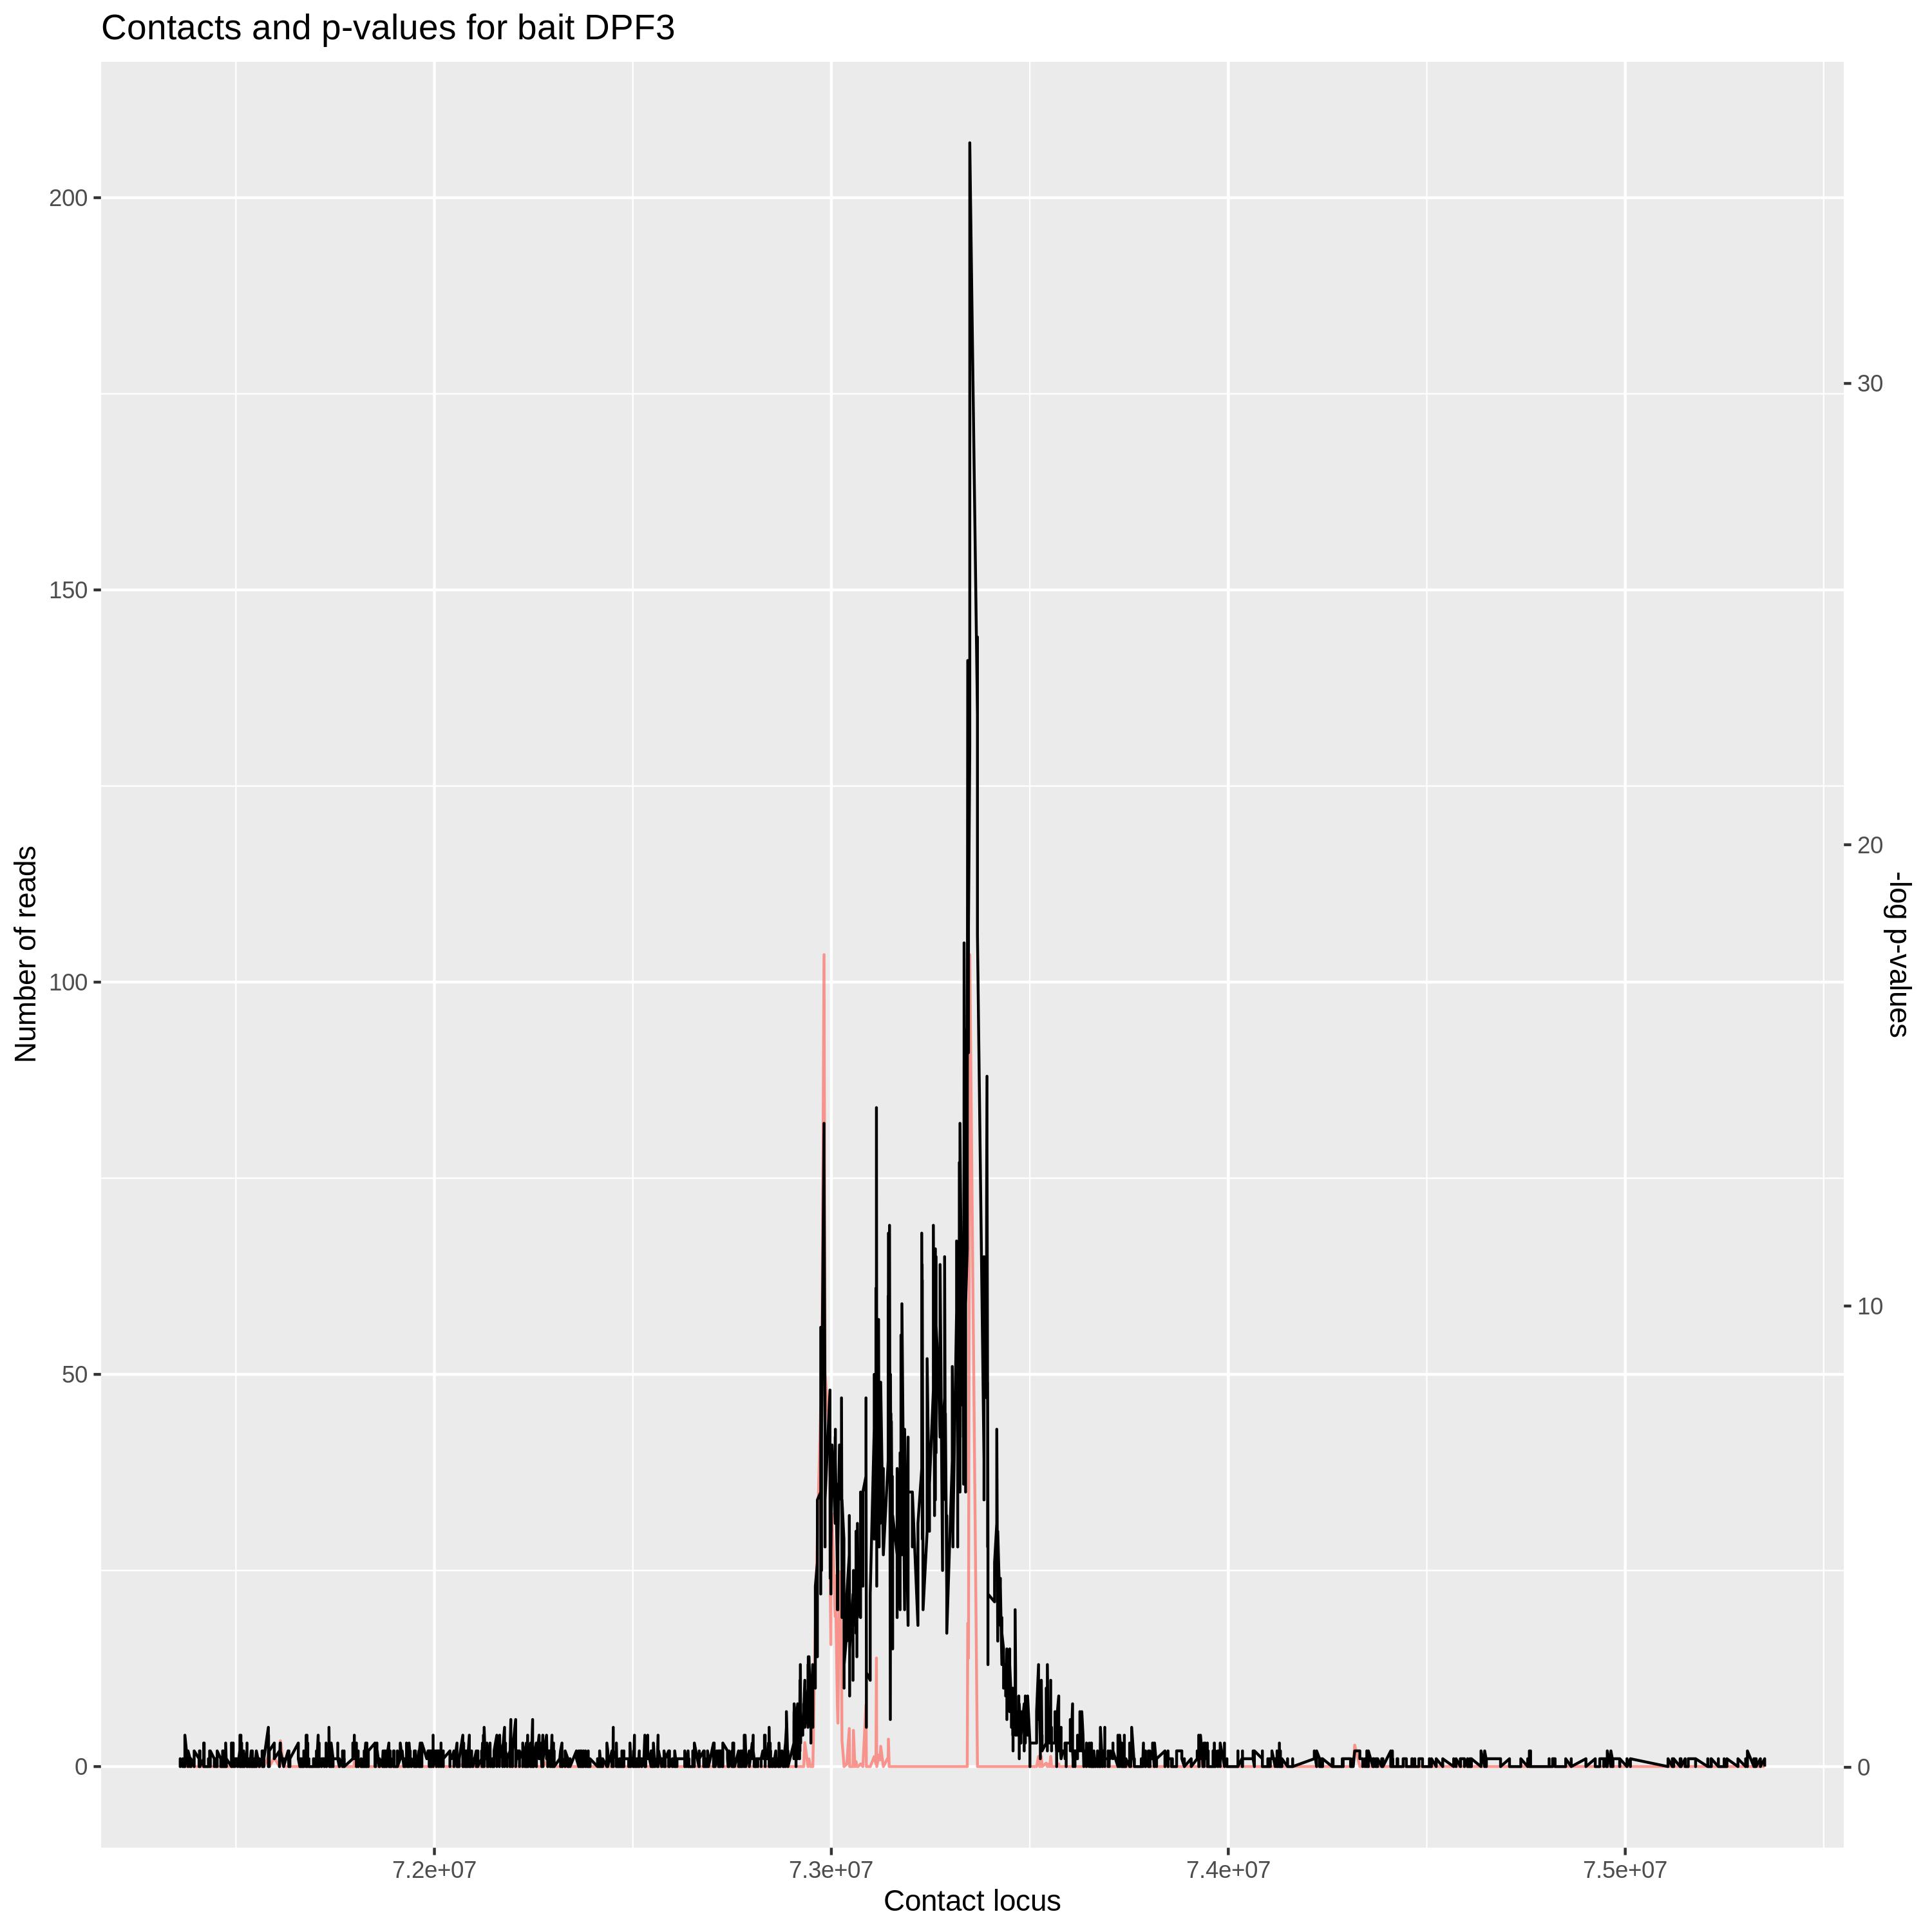 Contacts and p-values for bait DPF3
200
150
100
50
0
Number of reads
30
20
10
0
-log p-values
7.2e+07
7.3e+07
7.4e+07
7.5e+07
Contact locus